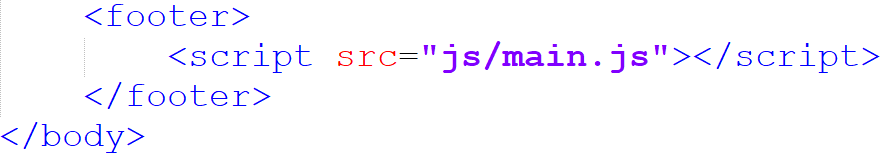 <footer>
<script src="js/main.js"></script>
</footer>
</body>